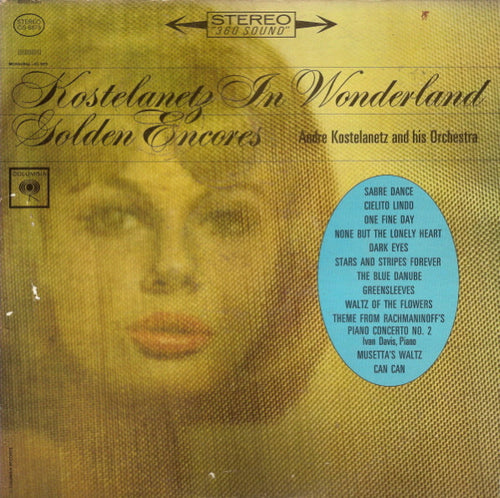 STEREO
"360 SOUND"
STEREO
Kostelanetz In Wonderland
Golden Encores
Andre Kostelanetz and his Orchestra
COLUMBIA
SABRE DANCE
CIELITO LINDO
ONE FINE DAY
NONE BUT THE LONELY HEART
DARK EYES
STARS AND STRIPES FOREVER
THE BLUE DANUBE
GREENSLEEVES
WALTZ OF THE FLOWERS
THEME FROM RACHMANINOFF'S
PIANO CONCERTO NO. 2
Ivan Davis, Piano
MUSETTA'S WALTZ
CAN CAN